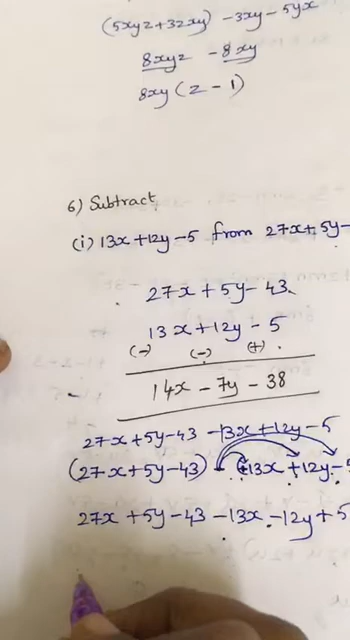 (5xyz+3zxy) -3xy-5yx
8xyz -8xy
8xy(z-1)
6) Subtract
(i) 13x+12y-5 from 27x+5y-
27x+5y-43
13x+12y-5
(-) (-) (+)
14x-7y-38
27x+5y-43 -13x+12y-5
(27x+5y-43) - (13x+12y-5
27x+5y-43-13x-12y+5